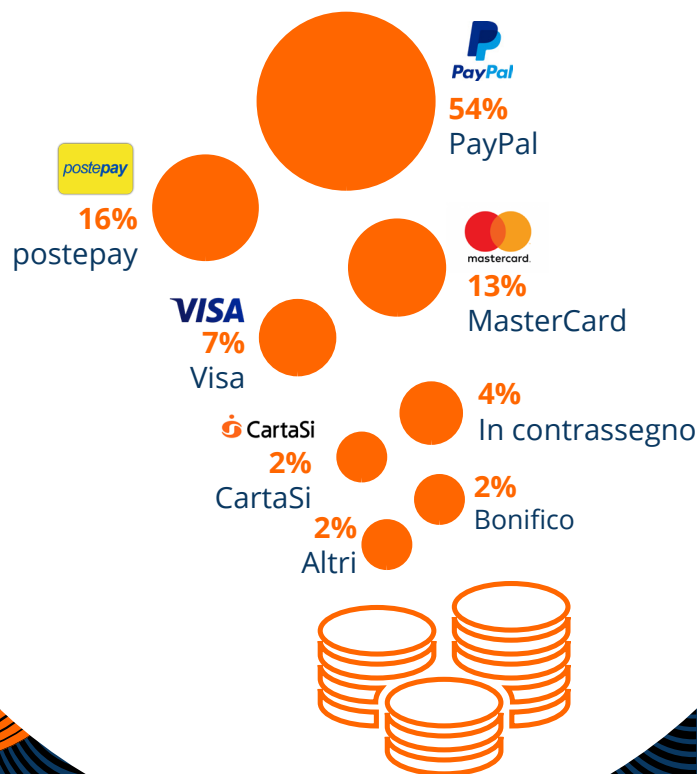 PayPal
54%
PayPal
postepay
16%
postepay
mastercard.
13%
MasterCard
VISA
7%
Visa
4%
In contrassegno
CartaSi
2%
CartaSi
2%
Bonifico
2%
Altri